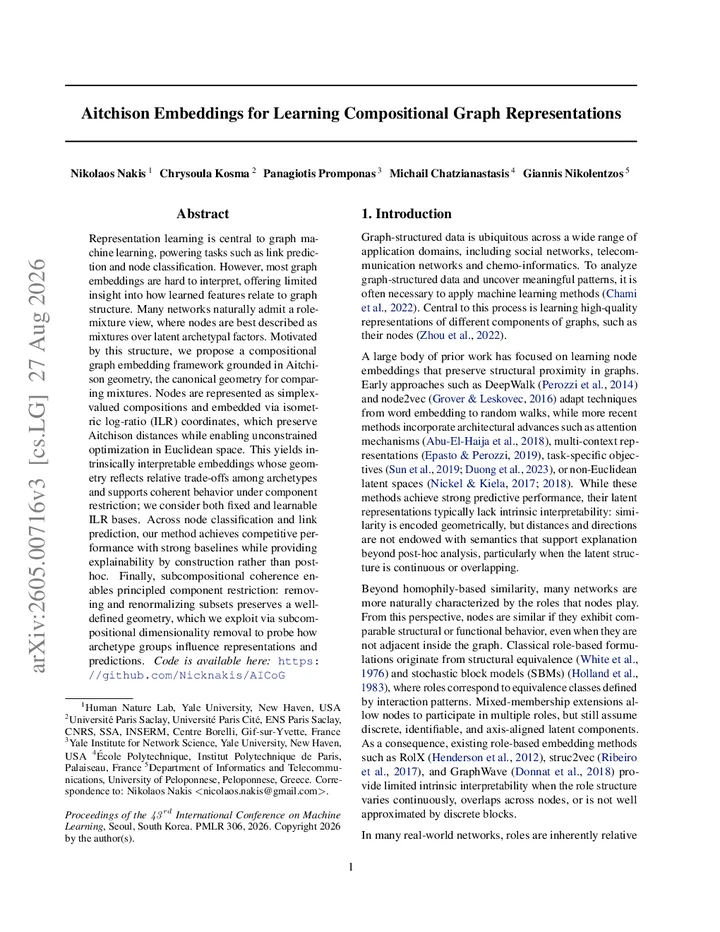 Aitchison Embeddings for Learning Compositional Graph Representations
Nikolaos Nakis 1 Chrysoula Kosma 2 Panagiotis Promponas 3 Michail Chatzianastasis 4 Giannis Nikolentzos 5
Abstract
Representation learning is central to graph ma-
chine learning, powering tasks such as link predic-
tion and node classification. However, most graph
embeddings are hard to interpret, offering limited
insight into how learned features relate to graph
structure. Many networks naturally admit a role-
mixture view, where nodes are best described as
mixtures over latent archetypal factors. Motivated
by this structure, we propose a compositional
graph embedding framework grounded in Aitchi-
son geometry, the canonical geometry for compar-
ing mixtures. Nodes are represented as simplex-
valued compositions and embedded via isomet-
ric log-ratio (ILR) coordinates, which preserve
Aitchison distances while enabling unconstrained
optimization in Euclidean space. This yields in-
trinsically interpretable embeddings whose geom-
etry reflects relative trade-offs among archetypes
and supports coherent behavior under component
restriction; we consider both fixed and learnable
ILR bases. Across node classification and link
prediction, our method achieves competitive per-
formance with strong baselines while providing
explainability by construction rather than post-
hoc. Finally, subcompositional coherence en-
ables principled component restriction: remov-
ing and renormalizing subsets preserves a well-
defined geometry, which we exploit via subcom-
positional dimensionality removal to probe how
archetype groups influence representations and
predictions. Code is available here: https:
//github.com/Nicknakis/AICoG
1Human Nature Lab, Yale University, New Haven, USA
2Université Paris Saclay, Université Paris Cité, ENS Paris Saclay,
CNRS, SSA, INSERM, Centre Borelli, Gif-sur-Yvette, France
3Yale Institute for Network Science, Yale University, New Haven,
USA 4École Polytechnique, Institut Polytechnique de Paris,
Palaiseau, France 5Department of Informatics and Telecommu-
nications, University of Peloponnese, Peloponnese, Greece. Corre-
spondence to: Nikolaos Nakis <nicolaos.nakis@gmail.com>.
Proceedings of the 43rd International Conference on Machine
Learning, Seoul, South Korea. PMLR 306, 2026. Copyright 2026
by the author(s).
1. Introduction
Graph-structured data is ubiquitous across a wide range of
application domains, including social networks, telecom-
munication networks and chemo-informatics. To analyze
graph-structured data and uncover meaningful patterns, it is
often necessary to apply machine learning methods (Chami
et al., 2022). Central to this process is learning high-quality
representations of different components of graphs, such as
their nodes (Zhou et al., 2022).
A large body of prior work has focused on learning node
embeddings that preserve structural proximity in graphs.
Early approaches such as DeepWalk (Perozzi et al., 2014)
and node2vec (Grover & Leskovec, 2016) adapt techniques
from word embedding to random walks, while more recent
methods incorporate architectural advances such as attention
mechanisms (Abu-El-Haija et al., 2018), multi-context rep-
resentations (Epasto & Perozzi, 2019), task-specific objec-
tives (Sun et al., 2019; Duong et al., 2023), or non-Euclidean
latent spaces (Nickel & Kiela, 2017; 2018). While these
methods achieve strong predictive performance, their latent
representations typically lack intrinsic interpretability: simi-
larity is encoded geometrically, but distances and directions
are not endowed with semantics that support explanation
beyond post-hoc analysis, particularly when the latent struc-
ture is continuous or overlapping.
Beyond homophily-based similarity, many networks are
more naturally characterized by the roles that nodes play.
From this perspective, nodes are similar if they exhibit com-
parable structural or functional behavior, even when they are
not adjacent inside the graph. Classical role-based formu-
lations originate from structural equivalence (White et al.,
1976) and stochastic block models (SBMs) (Holland et al.,
1983), where roles correspond to equivalence classes defined
by interaction patterns. Mixed-membership extensions al-
low nodes to participate in multiple roles, but still assume
discrete, identifiable, and axis-aligned latent components.
As a consequence, existing role-based embedding methods
such as RolX (Henderson et al., 2012), struc2vec (Ribeiro
et al., 2017), and GraphWave (Donnat et al., 2018) pro-
vide limited intrinsic interpretability when the role structure
varies continuously, overlaps across nodes, or is not well
approximated by discrete blocks.
In many real-world networks, roles are inherently relative
1
arXiv:2605.00716v3 [cs.LG] 27 Aug 2026